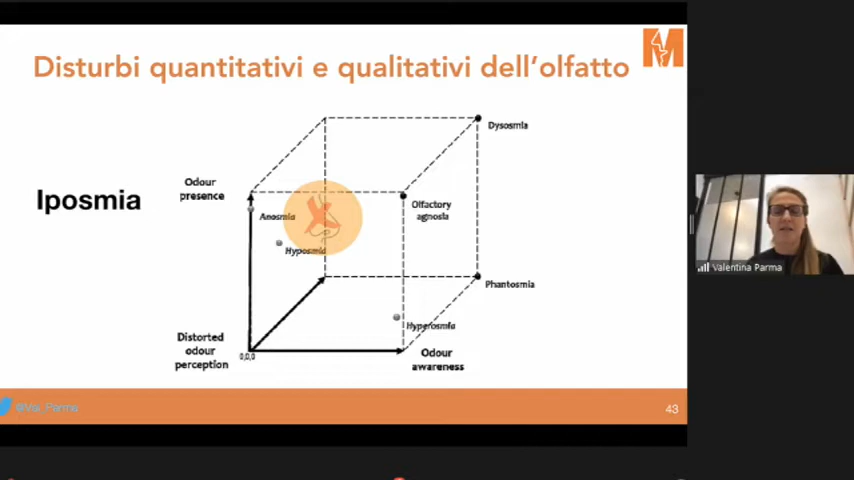 Disturbi quantitativi e qualitativi dell'olfatto
M
Iposmia
Odour
presence
Dysosmia
Anosmia
Olfactory
agnosia
Hyposmia
Phantosmia
Hyperosmia
Distorted
odour
perception
0,0,0
Odour
awareness
@Val_Parma
43
Valentina Parma